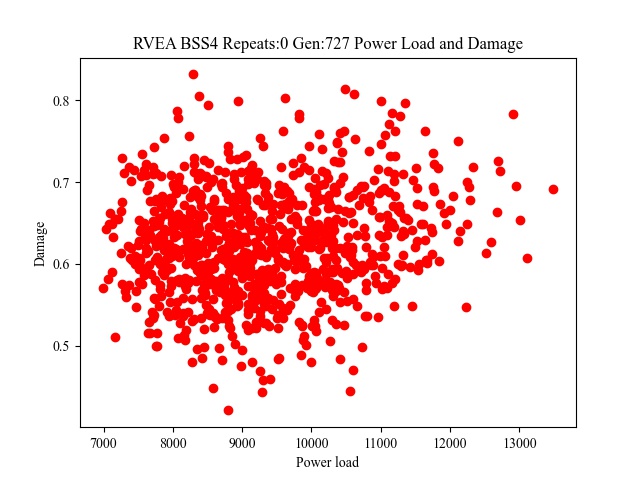 RVEA BSS4 Repeats:0 Gen:727 Power Load and Damage
0.8
0.7
0.6
0.5
Damage
7000 8000 9000 10000 11000 12000 13000
Power load